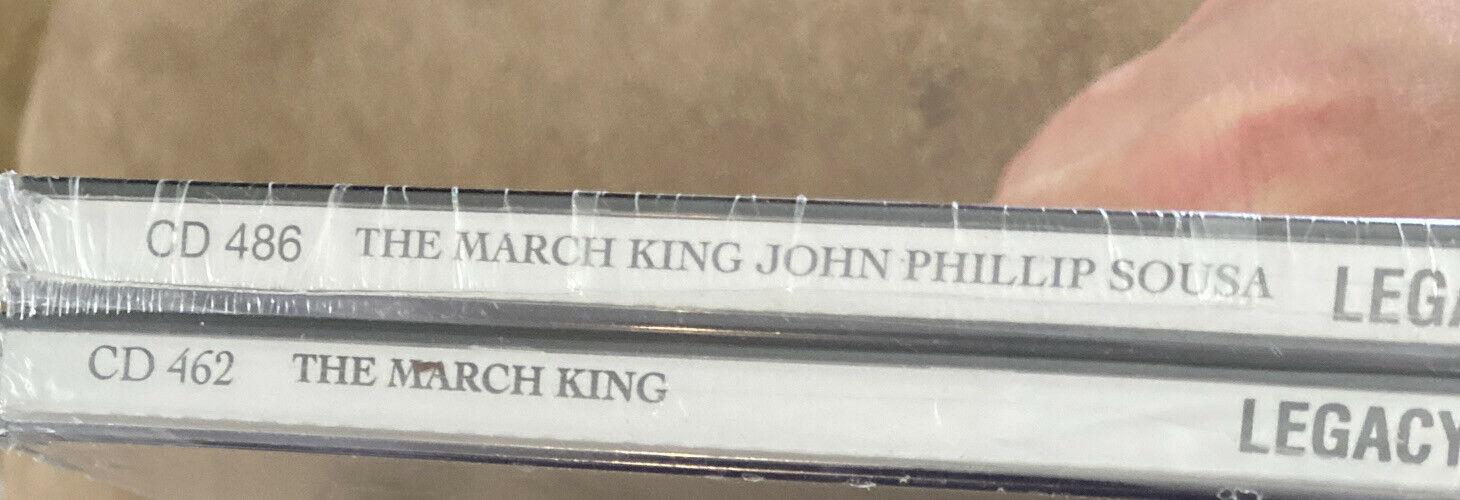 CD 486 THE MARCH KING JOHN PHILLIP SOUSA
CD 462 THE MARCH KING LEGACY